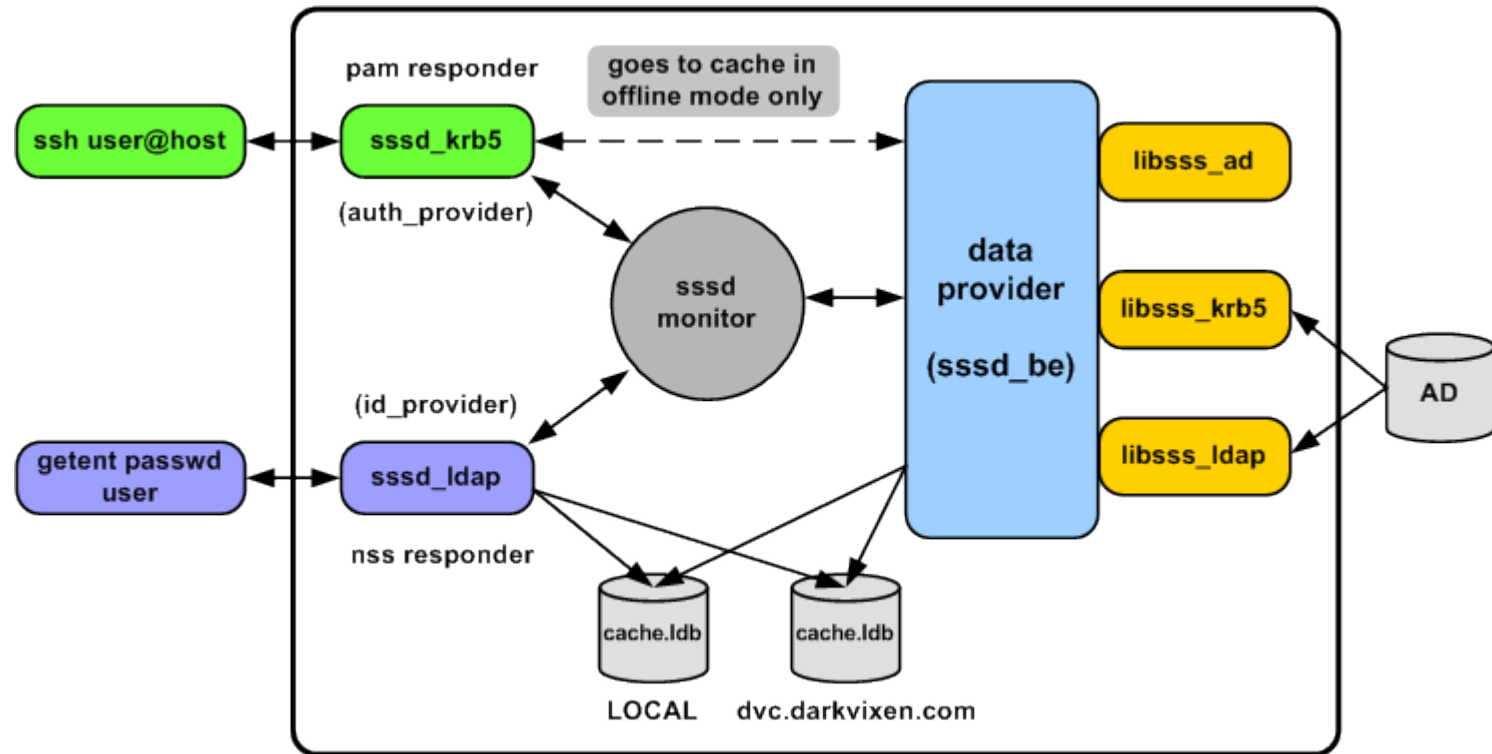 pam responder
goes to cache in
offline mode only
ssh user@host
sssd_krb5
libsss_ad
(auth_provider)
data
provider
(sssd_be)
sssd
monitor
libsss_krb5
AD
(id_provider)
getent passwd
user
sssd_ldap
libsss_ldap
nss responder
cache.ldb
cache.ldb
LOCAL
dvc.darkvixen.com